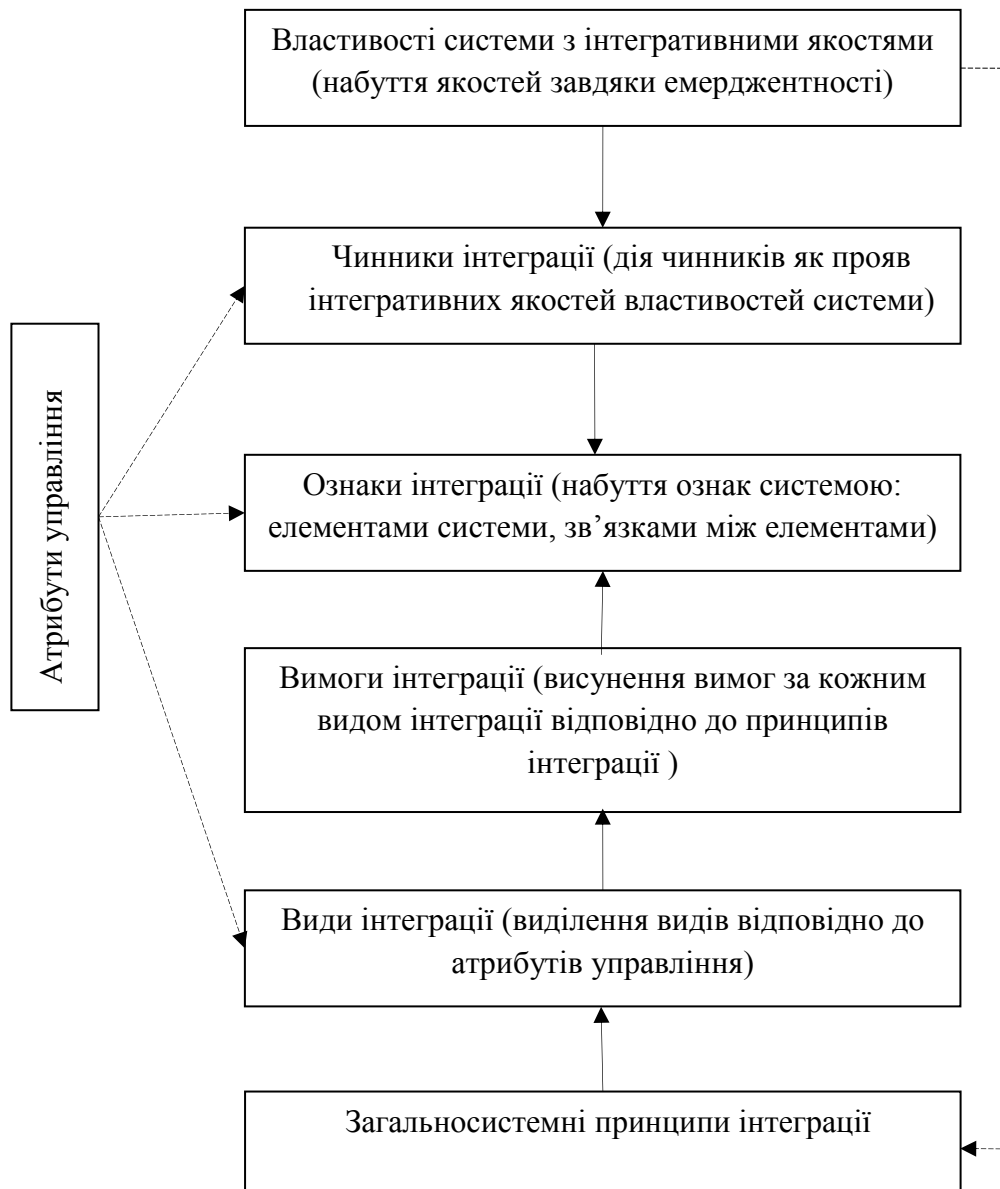 Властивості системи з інтегративними якостями
(набуття якостей завдяки емерджентності)
Чинники інтеграції (дія чинників як прояв
інтегративних якостей властивостей системи)
Атрибути управління
Ознаки інтеграції (набуття ознак системою:
елементами системи, зв’язками між елементами)
Вимоги інтеграції (висунення вимог за кожним
видом інтеграції відповідно до принципів
інтеграції )
Види інтеграції (виділення видів відповідно до
атрибутів управління)
Загальносистемні принципи інтеграції